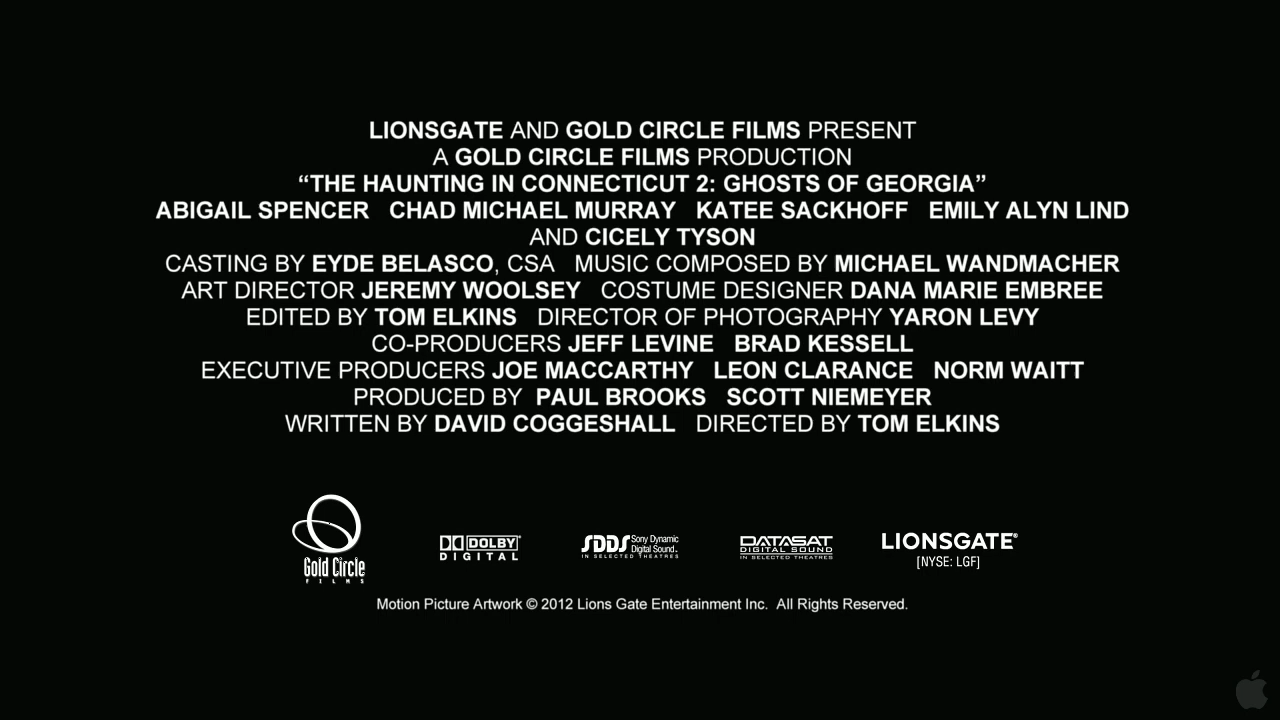 LIONSGATE AND GOLD CIRCLE FILMS PRESENT
A GOLD CIRCLE FILMS PRODUCTION
“THE HAUNTING IN CONNECTICUT 2: GHOSTS OF GEORGIA”
ABIGAIL SPENCER CHAD MICHAEL MURRAY KATEE SACKHOFF EMILY ALYN LIND
AND CICELY TYSON
CASTING BY EYDE BELASCO, CSA MUSIC COMPOSED BY MICHAEL WANDMACHER
ART DIRECTOR JEREMY WOOLSEY COSTUME DESIGNER DANA MARIE EMBREE
EDITED BY TOM ELKINS DIRECTOR OF PHOTOGRAPHY YARON LEVY
CO-PRODUCERS JEFF LEVINE BRAD KESSELL
EXECUTIVE PRODUCERS JOE MACCARTHY LEON CLARANCE NORM WAITT
PRODUCED BY PAUL BROOKS SCOTT NIEMEYER
WRITTEN BY DAVID COGGESHALL DIRECTED BY TOM ELKINS
Gold Circle
FILMS
DOLBY®
DIGITAL
SDDS Sony Dynamic
Digital Sound™
IN SELECTED THEATRES
DATASAT
DIGITAL SOUND
IN SELECTED THEATRES
LIONSGATE®
[NYSE: LGF]
Motion Picture Artwork © 2012 Lions Gate Entertainment Inc. All Rights Reserved.